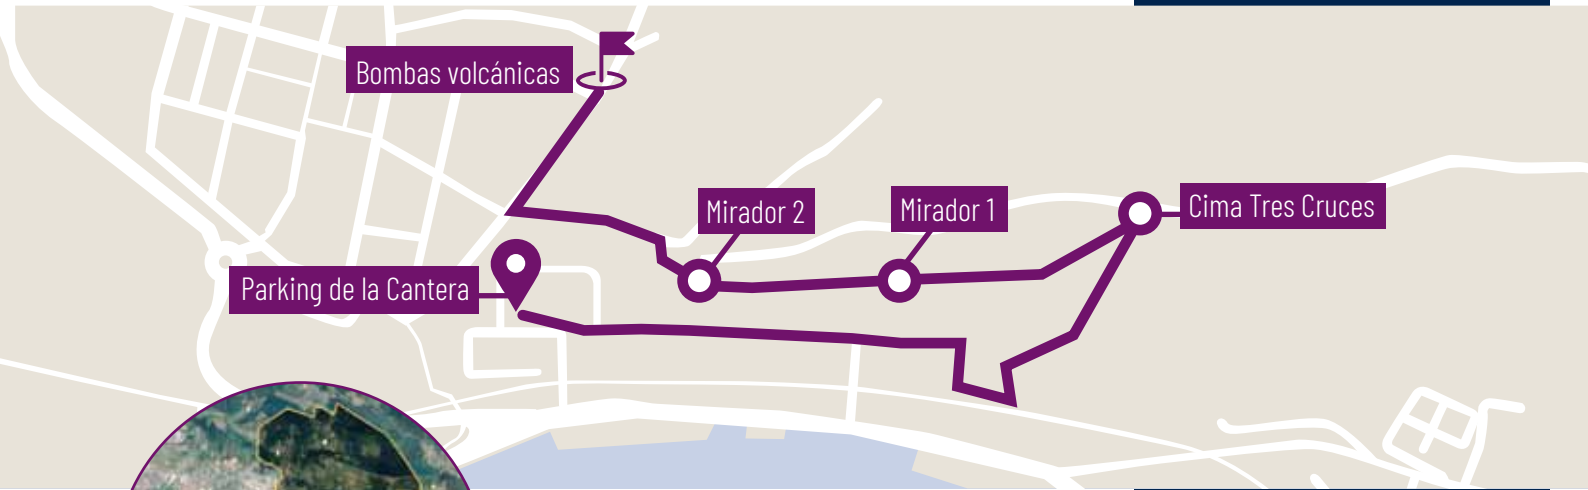 Bombas volcánicas
Mirador 2
Mirador 1
Cima Tres Cruces
Parking de la Cantera